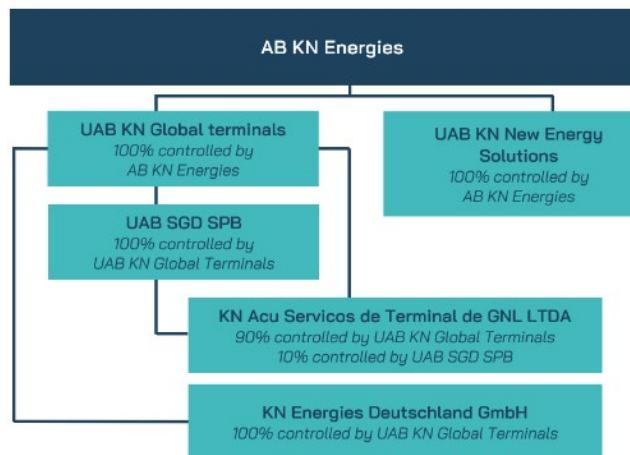 AB KN Energies
UAB KN Global terminals
100% controlled by
AB KN Energies
UAB KN New Energy
Solutions
100% controlled by
AB KN Energies
UAB SGD SPB
100% controlled by
UAB KN Global Terminals
KN Acu Servicos de Terminal de GNL LTDA
90% controlled by UAB KN Global Terminals
10% controlled by UAB SGD SPB
KN Energies Deutschland GmbH
100% controlled by UAB KN Global Terminals